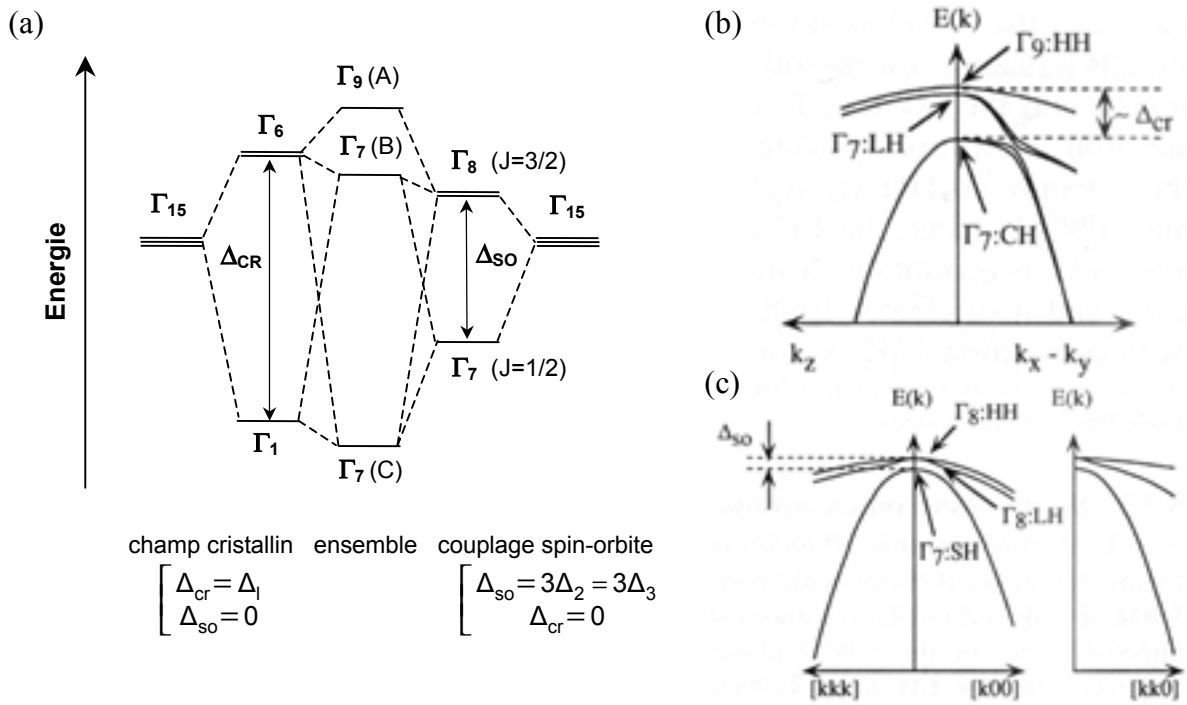 (a)
Energie
Γ9 (A)
Γ6
Γ7 (B)
Γ8 (J=3/2)
Γ15
Γ15
ΔCR
ΔSO
Γ7 (J=1/2)
Γ1
Γ7 (C)
champ cristallin ensemble couplage spin-orbite
Δcr = Δl
Δso = 0
Δso = 3Δ2 = 3Δ3
Δcr = 0
(b)
E(k)
Γ9:HH
~ Δcr
Γ7:LH
Γ7:CH
kz
kx - ky
(c)
E(k)
E(k)
Γ8:HH
Δso
Γ8:LH
Γ7:SH
[kkk] [k00] [kk0]